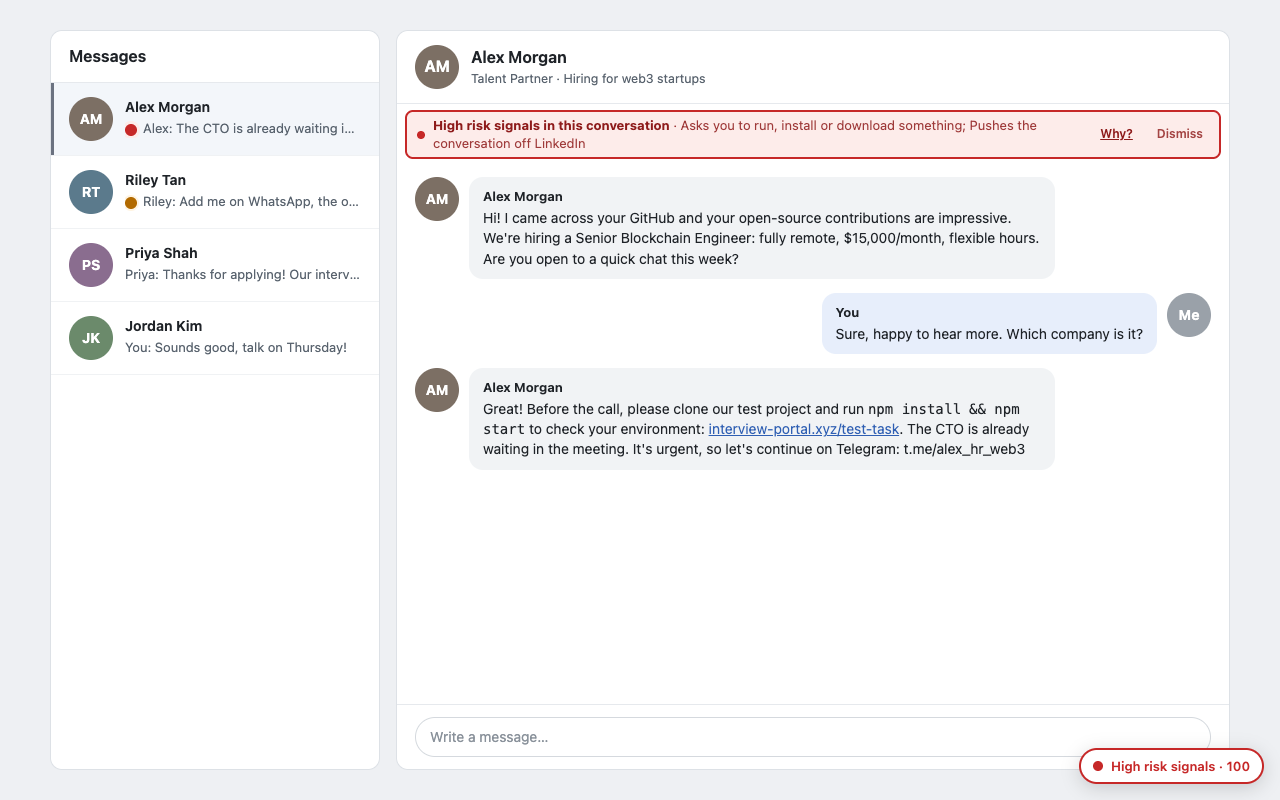 Messages
AM
Alex Morgan
Alex: The CTO is already waiting i...
RT
Riley Tan
Riley: Add me on WhatsApp, the o...
PS
Priya Shah
Priya: Thanks for applying! Our interv...
JK
Jordan Kim
You: Sounds good, talk on Thursday!
AM
Alex Morgan
Talent Partner · Hiring for web3 startups
High risk signals in this conversation · Asks you to run, install or download something; Pushes the
conversation off LinkedIn
Why?
Dismiss
AM
Alex Morgan
Hi! I came across your GitHub and your open-source contributions are impressive.
We're hiring a Senior Blockchain Engineer: fully remote, $15,000/month, flexible hours.
Are you open to a quick chat this week?
You
Sure, happy to hear more. Which company is it?
Me
AM
Alex Morgan
Great! Before the call, please clone our test project and run npm install && npm
start to check your environment: interview-portal.xyz/test-task. The CTO is already
waiting in the meeting. It's urgent, so let's continue on Telegram: t.me/alex_hr_web3
Write a message...
High risk signals · 100